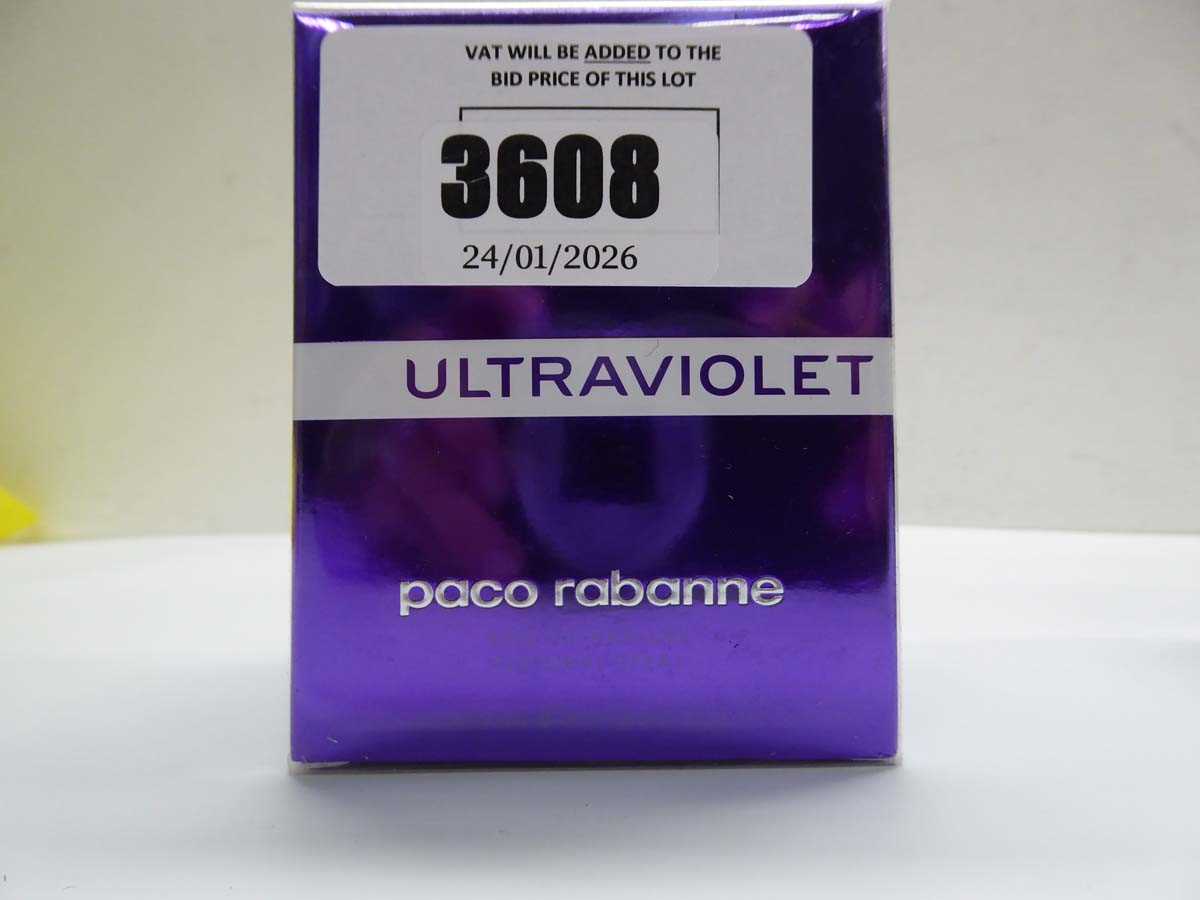 VAT WILL BE ADDED TO THE
BID PRICE OF THIS LOT
3608
24/01/2026
ULTRAVIOLET
paco rabanne